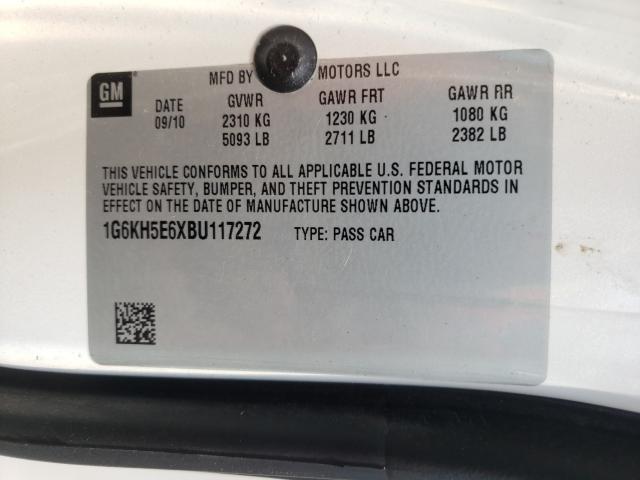 GM
MFD BY MOTORS LLC
DATE GVWR GAWR FRT GAWR RR
09/10 2310 KG 1230 KG 1080 KG
5093 LB 2711 LB 2382 LB
THIS VEHICLE CONFORMS TO ALL APPLICABLE U.S. FEDERAL MOTOR
VEHICLE SAFETY, BUMPER, AND THEFT PREVENTION STANDARDS IN
EFFECT ON THE DATE OF MANUFACTURE SHOWN ABOVE.
1G6KH5E6XBU117272 TYPE: PASS CAR